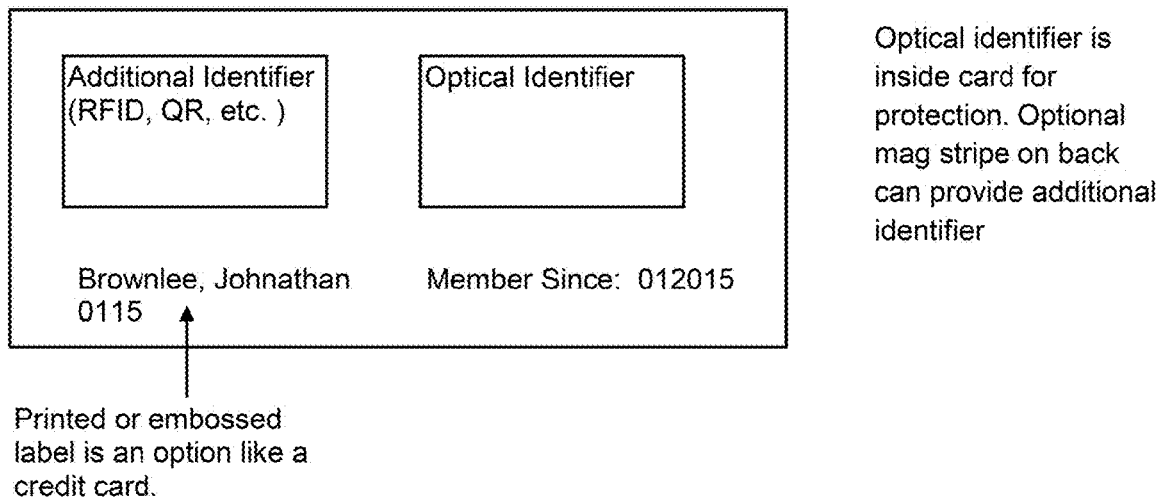 Additional Identifier
(RFID, QR, etc. )
Optical Identifier
Brownlee, Johnathan
0115
Member Since: 012015
Optical identifier is
inside card for
protection. Optional
mag stripe on back
can provide additional
identifier
Printed or embossed
label is an option like a
credit card.